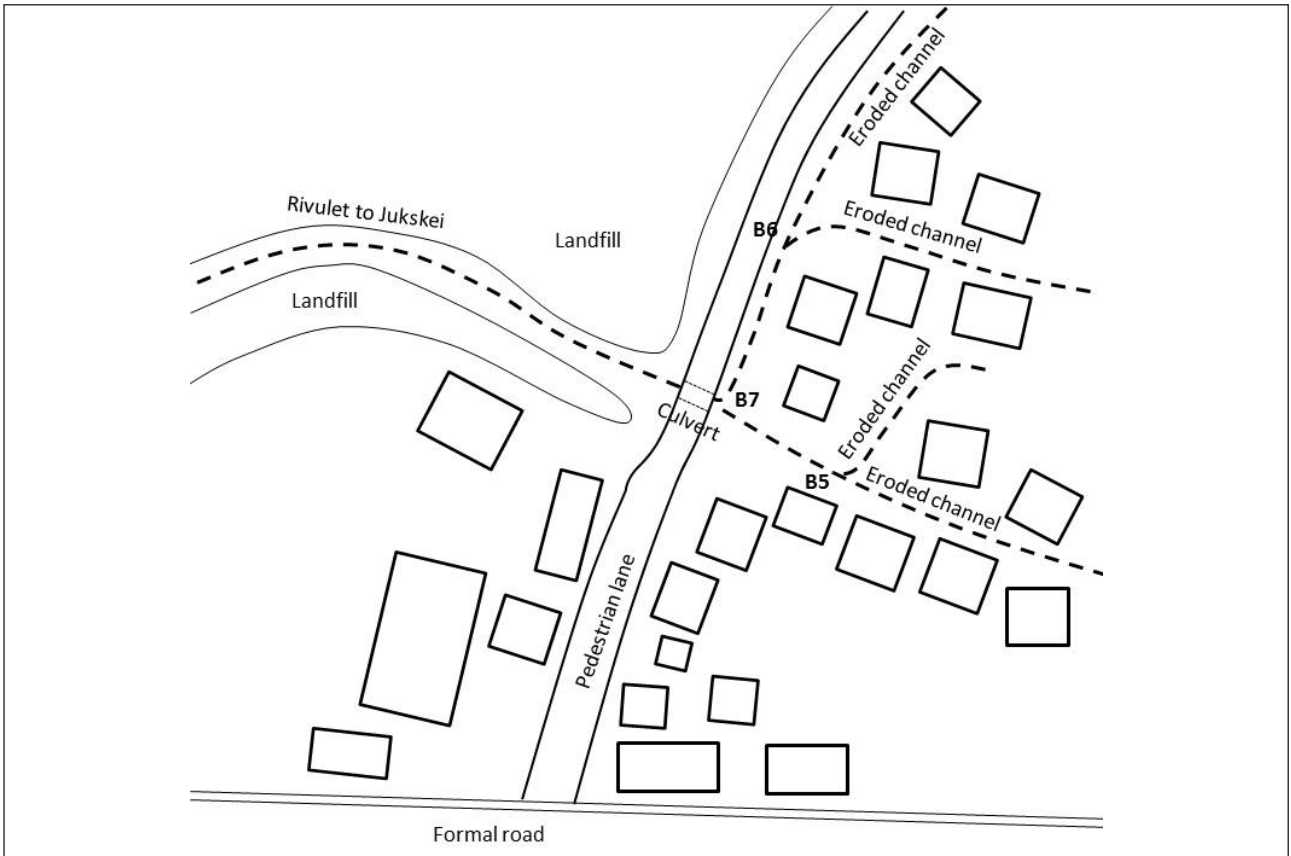 Eroded channel
Rivulet to Jukskei
Landfill
B6
Eroded channel
Landfill
Eroded channel
B7
Culvert
B5
Eroded channel
Pedestrian lane
Formal road